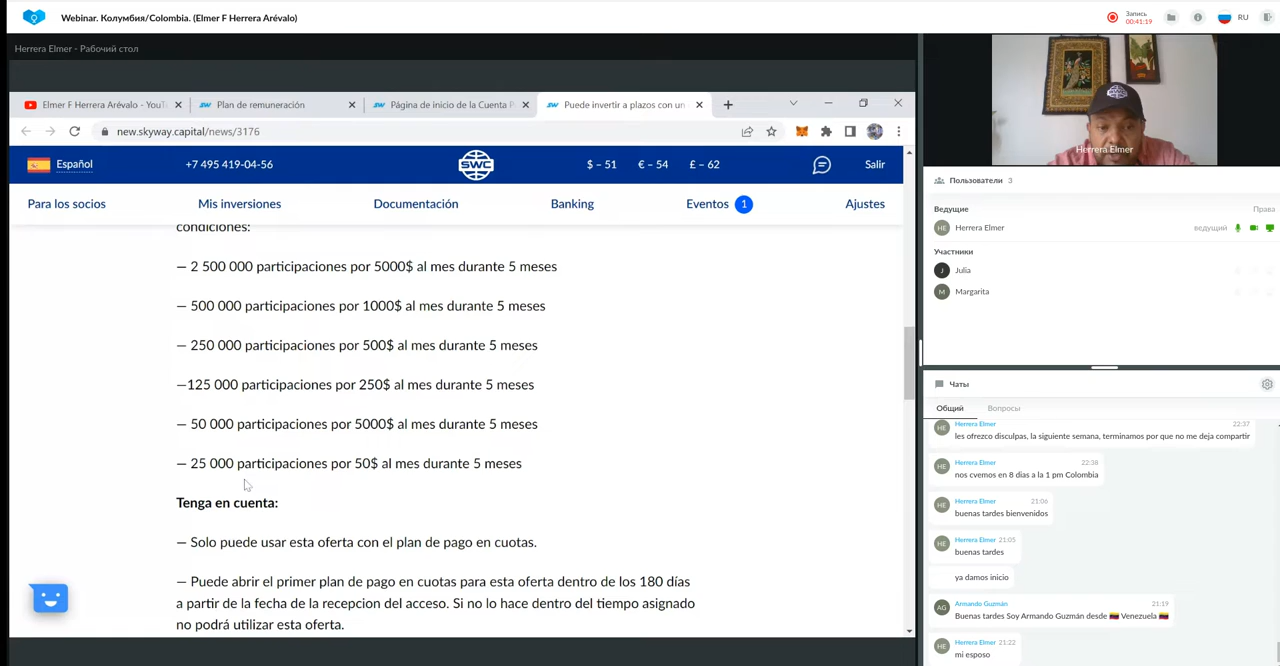 Webinar. Колумбия/Colombia. (Elmer F Herrera Arévalo)
Запись
00:41:19
RU
Herrera Elmer - Рабочий стол
Elmer F Herrera Arévalo - YouT
Plan de remuneración
Página de inicio de la Cuenta P
Puede invertir a plazos con un
new.skyway.capital/news/3176
Español
+7 495 419-04-56
SWC
$ – 51
€ – 54
£ – 62
Salir
Para los socios
Mis inversiones
Documentación
Banking
Eventos 1
Ajustes
condiciones:
— 2 500 000 participaciones por 5000$ al mes durante 5 meses
— 500 000 participaciones por 1000$ al mes durante 5 meses
— 250 000 participaciones por 500$ al mes durante 5 meses
—125 000 participaciones por 250$ al mes durante 5 meses
— 50 000 participaciones por 5000$ al mes durante 5 meses
— 25 000 participaciones por 50$ al mes durante 5 meses
Tenga en cuenta:
— Solo puede usar esta oferta con el plan de pago en cuotas.
— Puede abrir el primer plan de pago en cuotas para esta oferta dentro de los 180 días
a partir de la fecha de la recepcion del acceso. Si no lo hace dentro del tiempo asignado
no podrá utilizar esta oferta.
Herrera Elmer
Пользователи 3
Ведущие
Права
HE
Herrera Elmer
ведущий
Участники
J
Julia
M
Margarita
Чаты
Общий
Вопросы
HE
Herrera Elmer
22:37
les ofrezco disculpas, la siguiente semana, terminamos por que no me deja compartir
HE
Herrera Elmer
22:38
nos cvemos en 8 dias a la 1 pm Colombia
HE
Herrera Elmer
21:06
buenas tardes bienvenidos
HE
Herrera Elmer 21:05
buenas tardes
ya damos inicio
AG
Armando Guzmán
21:19
Buenas tardes Soy Armando Guzmán desde 🇻🇪 Venezuela 🇻🇪
HE
Herrera Elmer 21:22
mi esposo